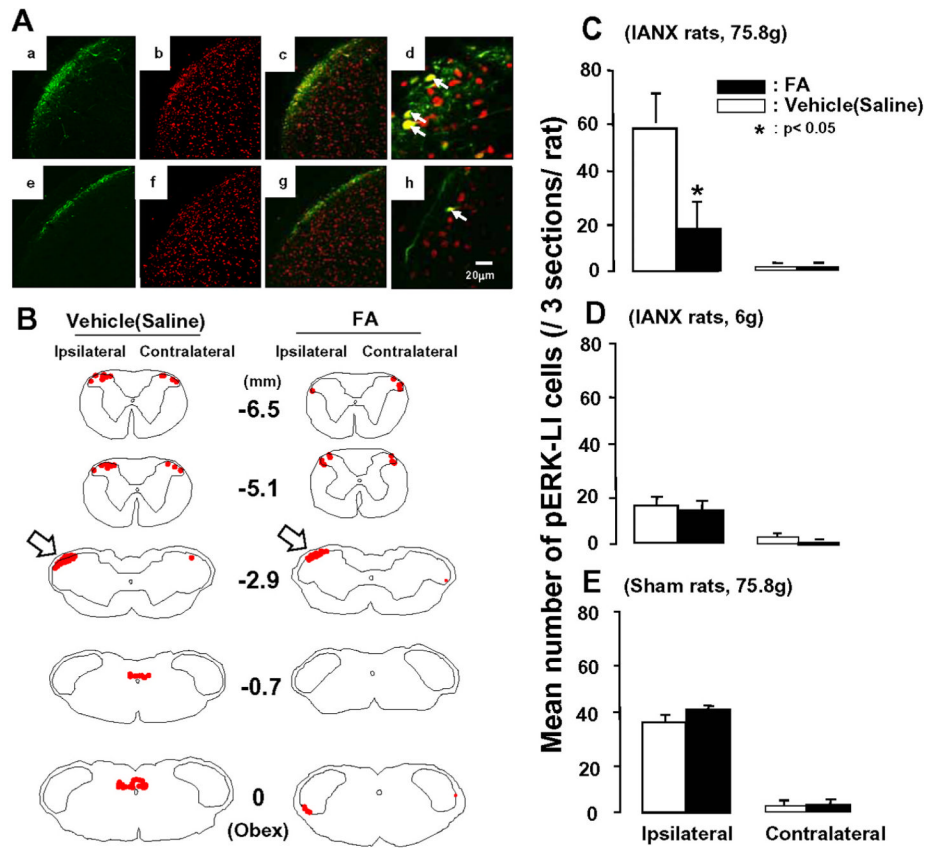 A
a b c d
e f g h
20μm
B
Vehicle(Saline) FA
Ipsilateral Contralateral (mm) Ipsilateral Contralateral
-6.5
-5.1
-2.9
-0.7
0
(Obex)
Mean number of pERK-LI cells (/ 3 sections/ rat)
C (IANX rats, 75.8g)
: FA
: Vehicle(Saline)
* : p< 0.05
80
60
40
*
20
0
D (IANX rats, 6g)
80
60
40
20
0
E (Sham rats, 75.8g)
80
60
40
20
0
Ipsilateral Contralateral